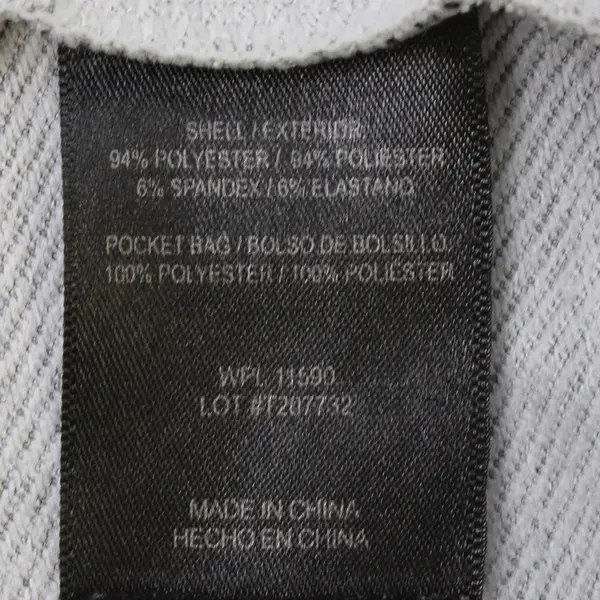 SHELL / EXTERIOR
94% POLYESTER / 94% POLIESTER
6% SPANDEX / 6% ELASTANO
POCKET BAG / BOLSO DE BOLSILLO
100% POLYESTER / 100% POLIESTER
WPL 11590
LOT #T207732
MADE IN CHINA
HECHO EN CHINA